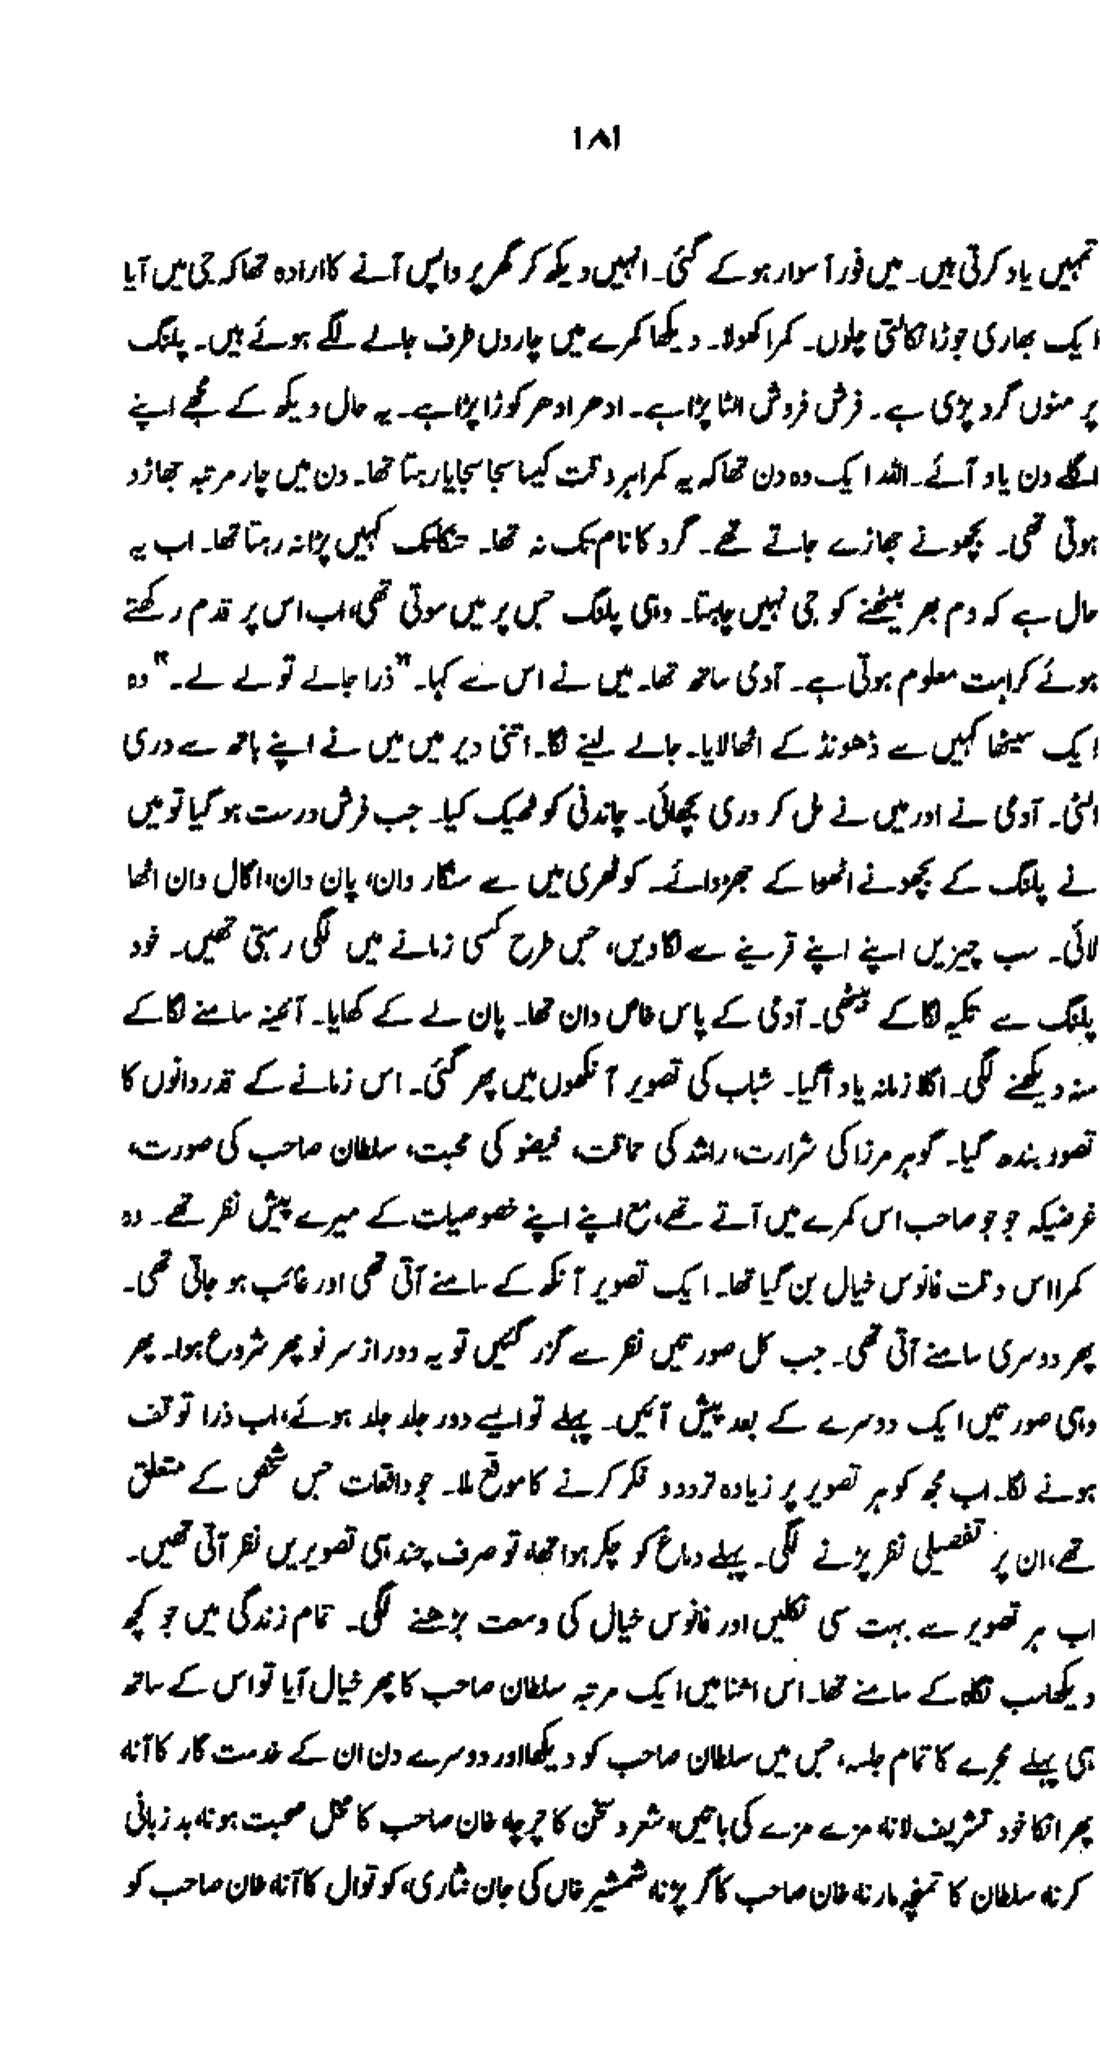 ۱۸۱
تمہیں یاد کرتی ہیں۔ میں فوراً سوار ہو کے گئی۔ انہیں دیکھ کر گھر پر واپس آنے کا ارادہ تھا کہ جی میں آیا
ایک بھاری جوڑا نکالتی چلوں۔ کمرا کھولا۔ دیکھا کمرے میں چاروں طرف جالے لگے ہوئے ہیں۔ پلنگ
پر منوں گرد پڑی ہے۔ فرش فروش الٹا پڑا ہے۔ ادھر ادھر کوڑا پڑا ہے۔ یہ حال دیکھ کے مجھے اپنے
اگلے دن یاد آئے۔ اللہ ایک وہ دن تھا کہ یہ کمرا ہر وقت کیسا سجا سجایا رہتا تھا۔ دن میں چار مرتبہ جھاڑو
ہوتی تھی۔ بچھونے جھاڑے جاتے تھے۔ گرد کا نام تک نہ تھا۔ تنکا تک کہیں پڑا نہ رہتا تھا۔ اب یہ
حال ہے کہ دم بھر بیٹھنے کو جی نہیں چاہتا۔ وہی پلنگ جس پر میں سوتی تھی، اب اس پر قدم رکھتے
ہوئے کراہت معلوم ہوتی ہے۔ آدمی ساتھ تھا۔ میں نے اس سے کہا۔ "ذرا جالے تو لے لے۔" وہ
ایک سینٹھا کہیں سے ڈھونڈ کے اٹھا لایا۔ جالے لینے لگا۔ اتنی دیر میں میں نے اپنے ہاتھ سے دری
الٹی۔ آدمی نے اور میں نے مل کر دری بچھائی۔ چاندنی کو ٹھیک کیا۔ جب فرش درست ہو گیا تو میں
نے پلنگ کے بچھونے اٹھوا کے جھڑوائے۔ کوٹھری میں سے سنگار دان، پان دان، اگال دان اٹھا
لائی۔ سب چیزیں اپنے اپنے قرینے سے لگا دیں، جس طرح کسی زمانے میں لگی رہتی تھیں۔ خود
پلنگ سے تکیہ لگا کے بیٹھی۔ آدمی کے پاس خاص دان تھا۔ پان لے کے کھایا۔ آئینہ سامنے لگا کے
منہ دیکھنے لگی۔ اگلا زمانہ یاد آگیا۔ شباب کی تصویر آنکھوں میں پھر گئی۔ اس زمانے کے قدردانوں کا
تصور بندھ گیا۔ گوہر مرزا کی شرارت، راشد کی حماقت، فیضو کی محبت، سلطان صاحب کی صورت،
غرضیکہ جو جو صاحب اس کمرے میں آتے تھے، مع اپنے اپنے خصوصیات کے میرے پیش نظر تھے۔ وہ
کمرا اس وقت فانوس خیال بن گیا تھا۔ ایک تصویر آنکھ کے سامنے آتی تھی اور غائب ہو جاتی تھی۔
پھر دوسری سامنے آتی تھی۔ جب کل صورتیں نظر سے گزر گئیں تو یہ دور از سر نو پھر شروع ہوا۔ پھر
وہی صورتیں ایک دوسرے کے بعد پیش آئیں۔ پہلے تو ایسے دور جلد جلد ہوئے، اب ذرا توقف
ہونے لگا۔ اب مجھ کو ہر تصویر پر زیادہ تردد و فکر کرنے کا موقع ملا۔ جو واقعات جس شخص کے متعلق
تھے، ان پر تفصیلی نظر پڑنے لگی۔ پہلے دماغ کو چکر ہوا تھا، تو صرف چند ہی تصویریں نظر آتی تھیں۔
اب ہر تصویر سے بہت سی نکلیں اور فانوس خیال کی وسعت بڑھنے لگی۔ تمام زندگی میں جو کچھ
دیکھا سب نگاہ کے سامنے تھا۔ اس اثنا میں ایک مرتبہ سلطان صاحب کا پھر خیال آیا تو اس کے ساتھ
ہی پہلے مجرے کا تمام جلسہ، جس میں سلطان صاحب کو دیکھا اور دوسرے دن ان کے خدمت گار کا آنا،
پھر انکا خود تشریف لانا، مزے مزے کی باتیں، شعر و سخن کا چرچا، خان صاحب کا مخل صحبت ہونا، بد زبانی
کرنا، سلطان کا تمنچہ مارنا، خان صاحب کا گر پڑنا، شمشیر خاں کی جان نثاری، کوتوال کا آنا، خان صاحب کو